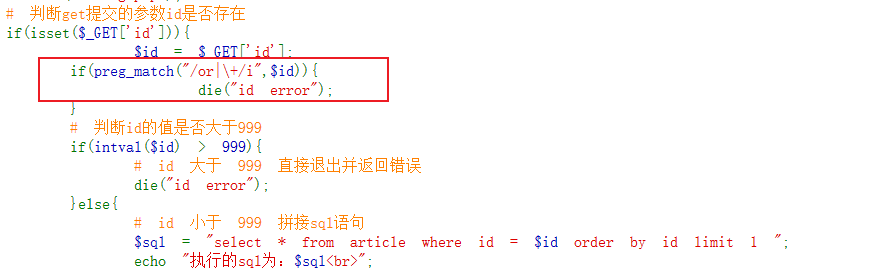 # 判断get提交的参数id是否存在
if(isset($_GET['id'])){
$id = $_GET['id'];
if(preg_match("/or|\+/i",$id)){
die("id error");
}
# 判断id的值是否大于999
if(intval($id) > 999){
# id 大于 999 直接退出并返回错误
die("id error");
}else{
# id 小于 999 拼接sql语句
$sql = "select * from article where id = $id order by id limit 1 ";
echo "执行的sql为：$sql<br>";